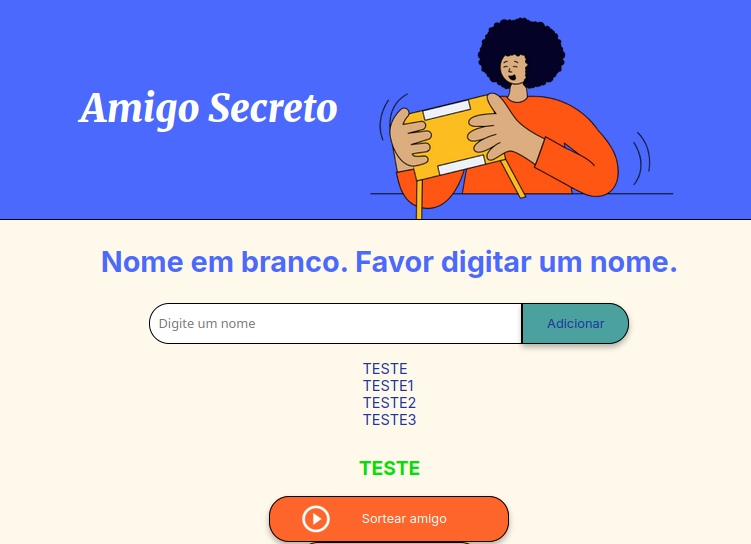 Amigo Secreto
Nome em branco. Favor digitar um nome.
Digite um nome
Adicionar
TESTE
TESTE1
TESTE2
TESTE3
TESTE
Sortear amigo